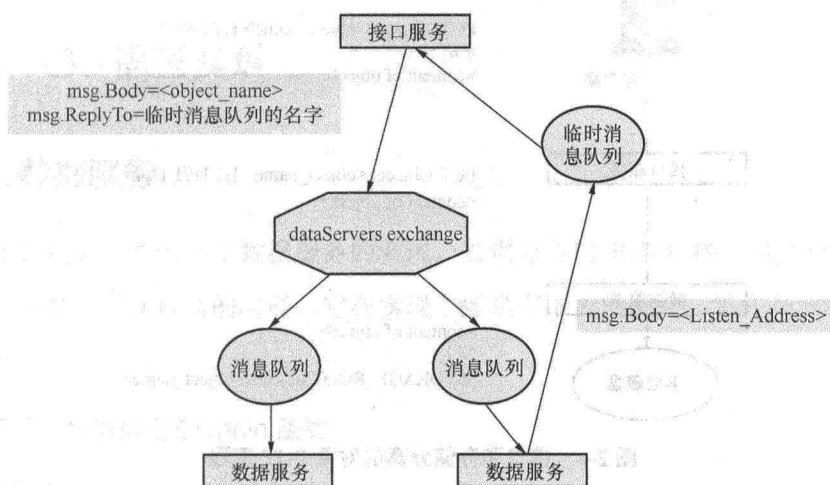 接口服务
msg.Body=<object_name>
msg.ReplyTo=临时消息队列的名字
临时消
息队列
dataServers exchange
msg.Body=<Listen_Address>
消息队列
消息队列
数据服务
数据服务